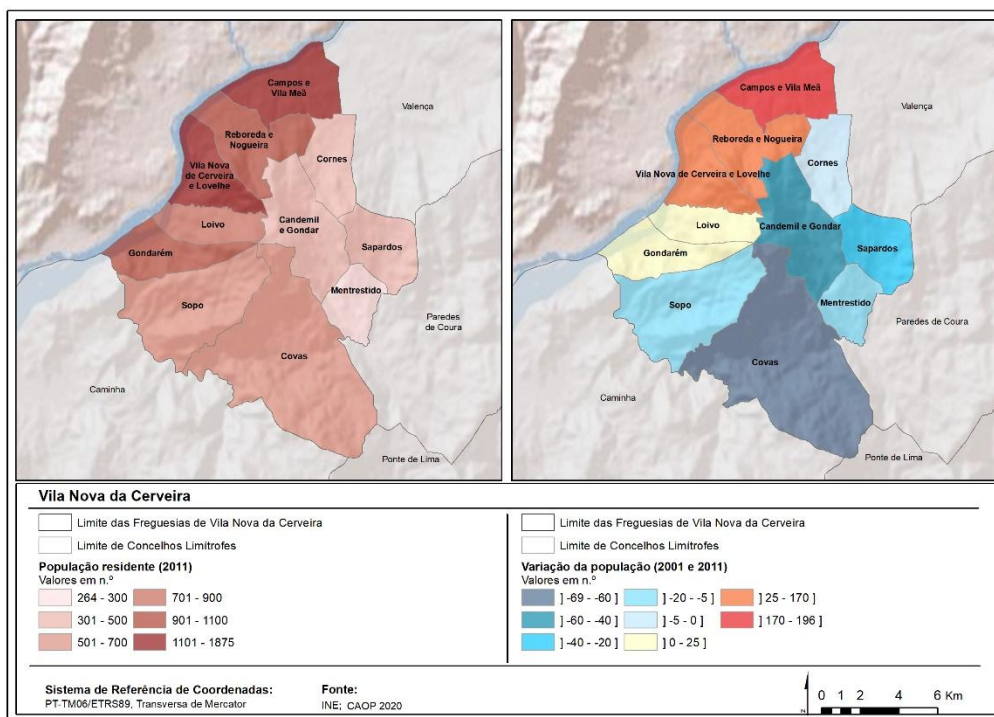 Campos e
Vila Meã
Valença
Reboreda e
Nogueira
Cornes
Vila Nova
de Cerveira
e Lovelhe
Loivo
Candemil
e Gondar
Gondarém
Sapardos
Mentrestido
Sopo
Paredes
de Coura
Covas
Caminha
Ponte de Lima
Campos e Vila Meã
Valença
Reboreda e
Nogueira
Cornes
Vila Nova de Cerveira e Lovelhe
Loivo
Candemil e Gondar
Gondarém
Sapardos
Mentrestido
Sopo
Paredes de Coura
Covas
Caminha
Ponte de Lima
Vila Nova da Cerveira
Limite das Freguesias de Vila Nova da Cerveira
Limite de Concelhos Limítrofes
População residente (2011)
Valores em n.º
264 - 300
301 - 500
501 - 700
701 - 900
901 - 1100
1101 - 1875
Limite das Freguesias de Vila Nova da Cerveira
Limite de Concelhos Limítrofes
Variação da população (2001 e 2011)
Valores em n.º
] -69 - -60 ]
] -60 - -40 ]
] -40 - -20 ]
] -20 - -5 ]
] -5 - 0 ]
] 0 - 25 ]
] 25 - 170 ]
] 170 - 196 ]
Sistema de Referência de Coordenadas:
PT-TM06/ETRS89, Transversa de Mercator
Fonte:
INE; CAOP 2020
N
0 1 2 4 6 Km